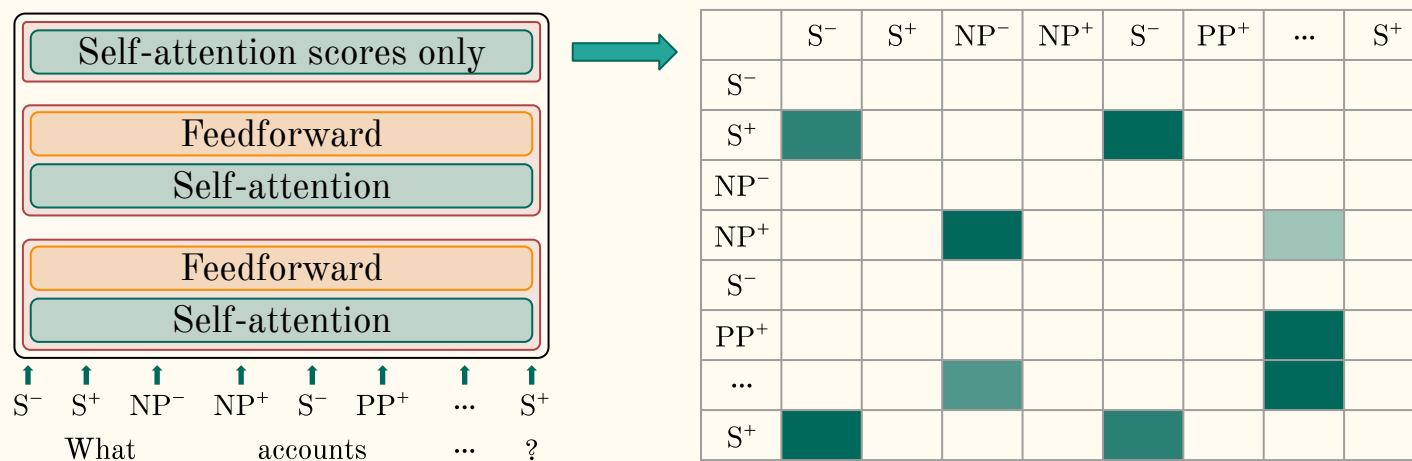 Self-attention scores only
Feedforward
Self-attention
Feedforward
Self-attention
S⁻ S⁺ NP⁻ NP⁺ S⁻ PP⁺ ... S⁺
What accounts ... ?
S⁻ S⁺ NP⁻ NP⁺ S⁻ PP⁺ ... S⁺
S⁻
S⁺
NP⁻
NP⁺
S⁻
PP⁺
...
S⁺